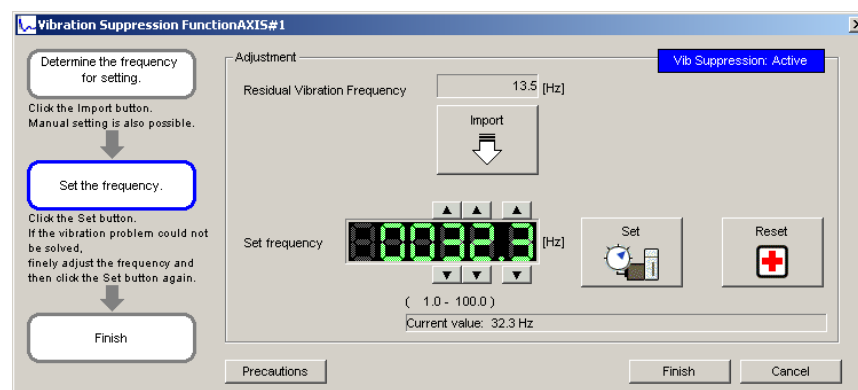 Vibration Suppression FunctionAXIS#1
Determine the frequency
for setting.
Click the Import button.
Manual setting is also possible.
Set the frequency.
Click the Set button.
If the vibration problem could not
be solved,
finely adjust the frequency and
then click the Set button again.
Finish
Adjustment
Vib Suppression: Active
Residual Vibration Frequency
13.5 [Hz]
Import
Set frequency
0032.3 [Hz]
Set
Reset
( 1.0 - 100.0 )
Current value: 32.3 Hz
Precautions
Finish
Cancel